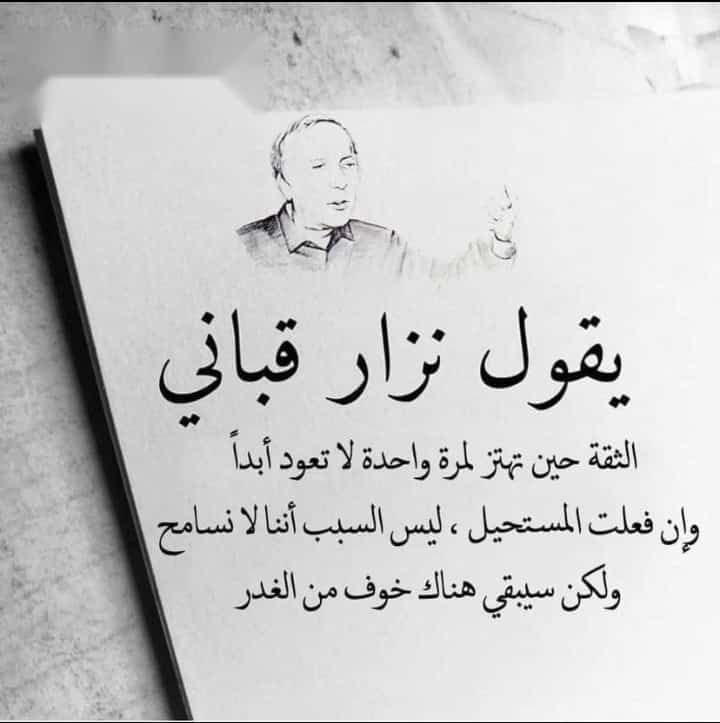 يقول نزار قباني
الثقة حين تهتز لمرة واحدة لا تعود أبداً
وإن فعلت المستحيل ، ليس السبب أننا لا نسامح
ولكن سيبقي هناك خوف من الغدر